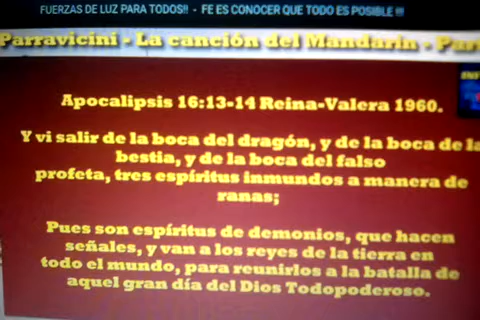 FUERZAS DE LUZ PARA TODOS!! - FE ES CONOCER QUE TODO ES POSIBLE !!!
Parravicini - La canción del Mandarín -
Apocalipsis 16:13-14 Reina-Valera 1960.
Y vi salir de la boca del dragón, y de la boca de la
bestia, y de la boca del falso
profeta, tres espíritus inmundos a manera de
ranas;
Pues son espíritus de demonios, que hacen
señales, y van a los reyes de la tierra en
todo el mundo, para reunirlos a la batalla de
aquel gran día del Dios Todopoderoso.